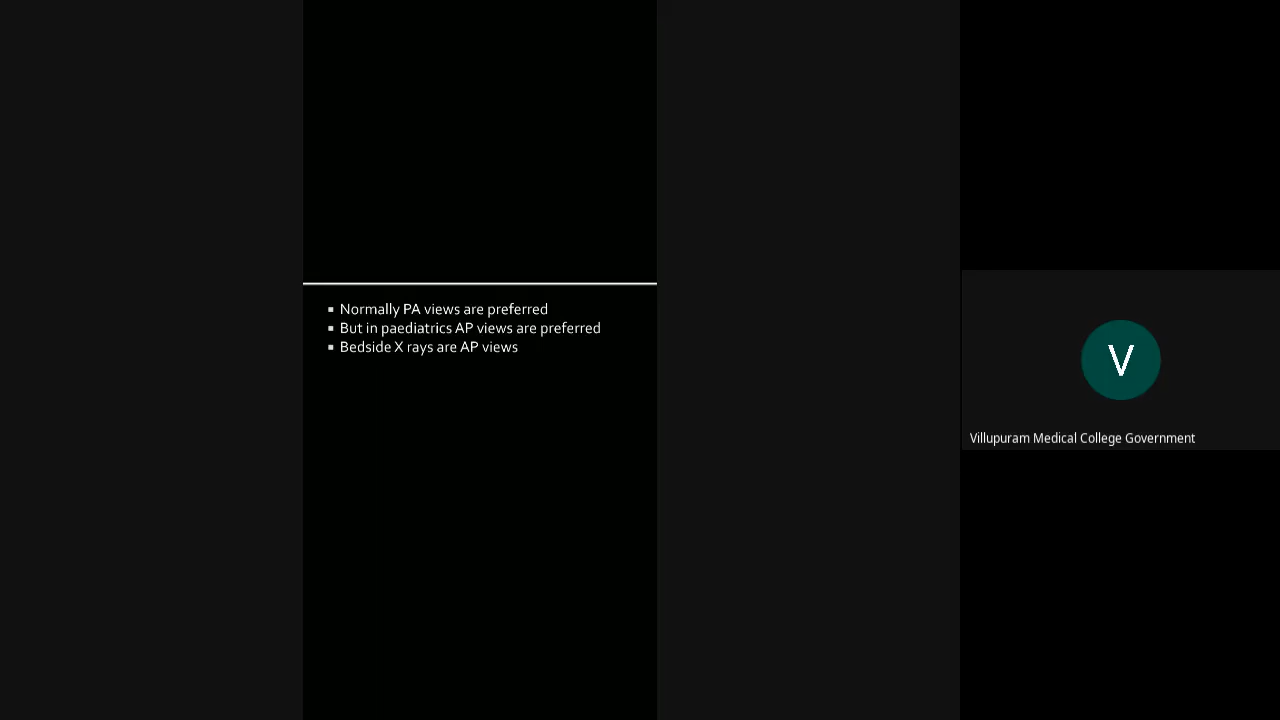 ▪ Normally PA views are preferred
▪ But in paediatrics AP views are preferred
▪ Bedside X rays are AP views
V
Villupuram Medical College Government